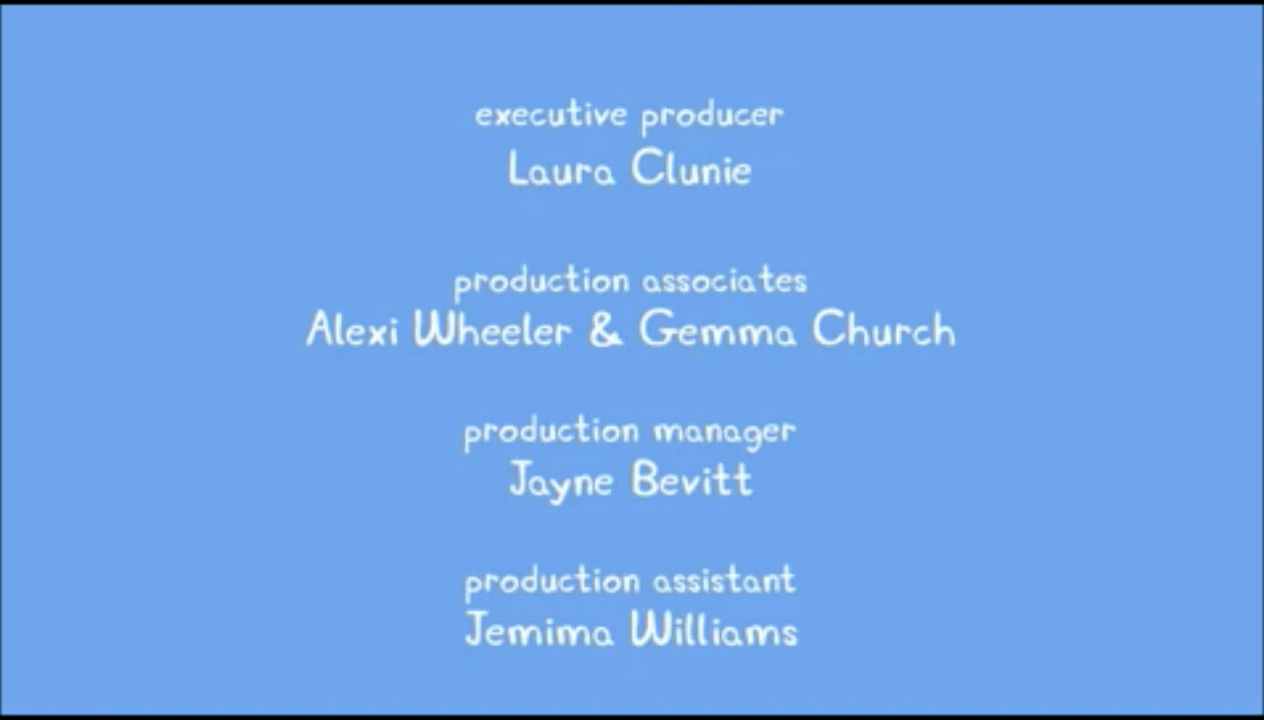 executive producer
Laura Clunie
production associates
Alexi Wheeler & Gemma Church
production manager
Jayne Bevitt
production assistant
Jemima Williams